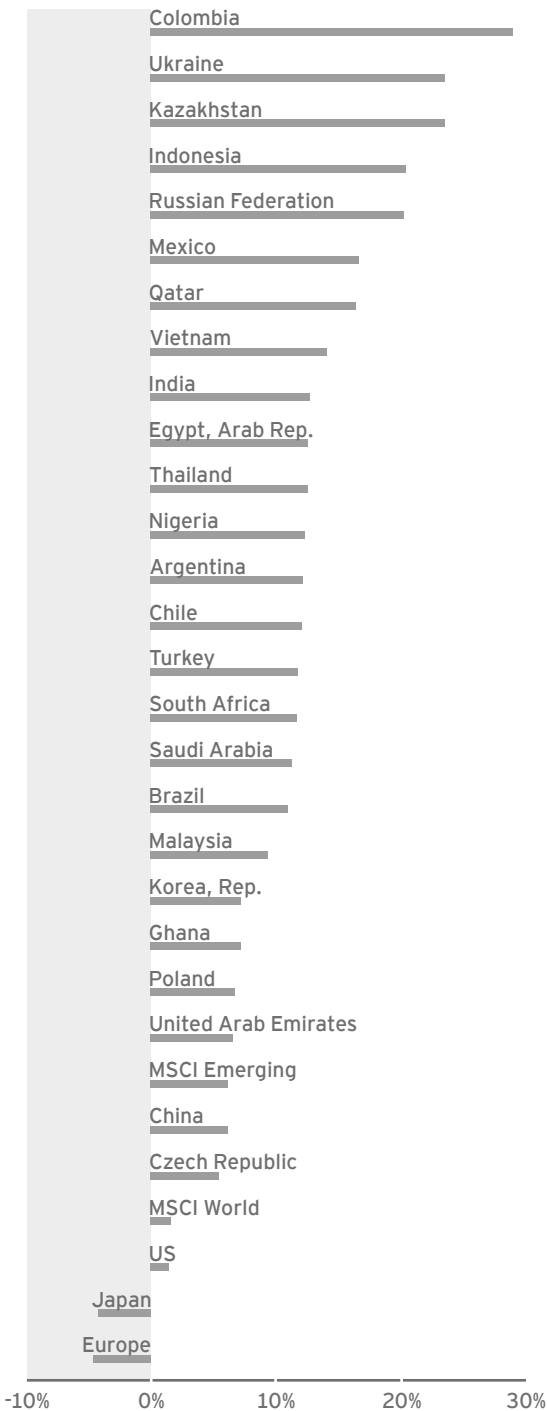 Colombia
Ukraine
Kazakhstan
Indonesia
Russian Federation
Mexico
Qatar
Vietnam
India
Egypt, Arab Rep.
Thailand
Nigeria
Argentina
Chile
Turkey
South Africa
Saudi Arabia
Brazil
Malaysia
Korea, Rep.
Ghana
Poland
United Arab Emirates
MSCI Emerging
China
Czech Republic
MSCI World
US
Japan
Europe
-10% 0% 10% 20% 30%